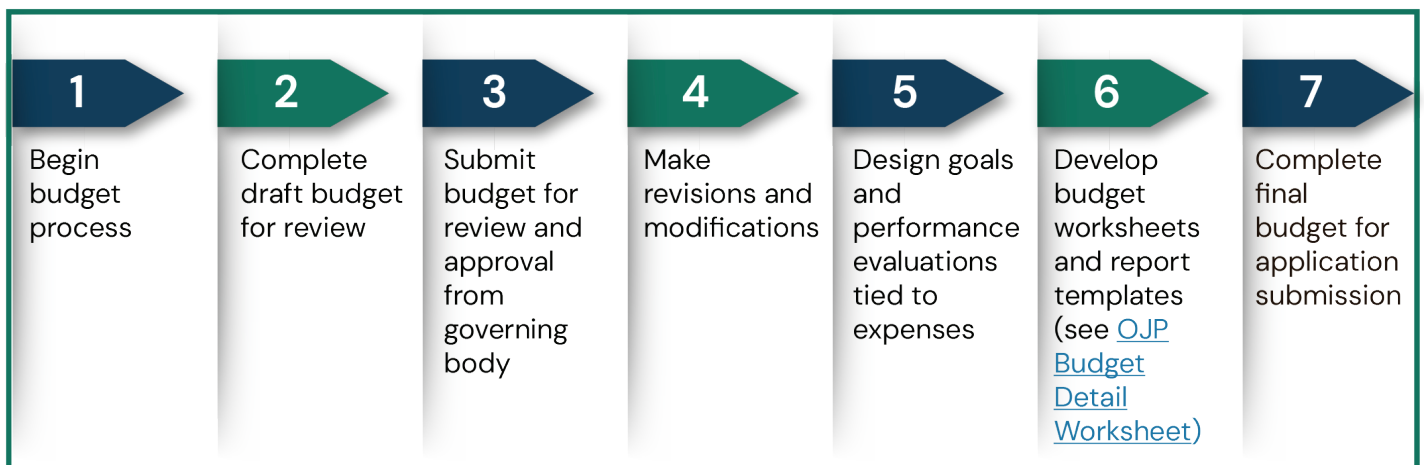 1
Begin
budget
process
2
Complete
draft budget
for review
3
Submit
budget for
review and
approval
from
governing
body
4
Make
revisions and
modifications
5
Design goals
and
performance
evaluations
tied to
expenses
6
Develop
budget
worksheets
and report
templates
(see OJP
Budget
Detail
Worksheet)
7
Complete
final
budget for
application
submission